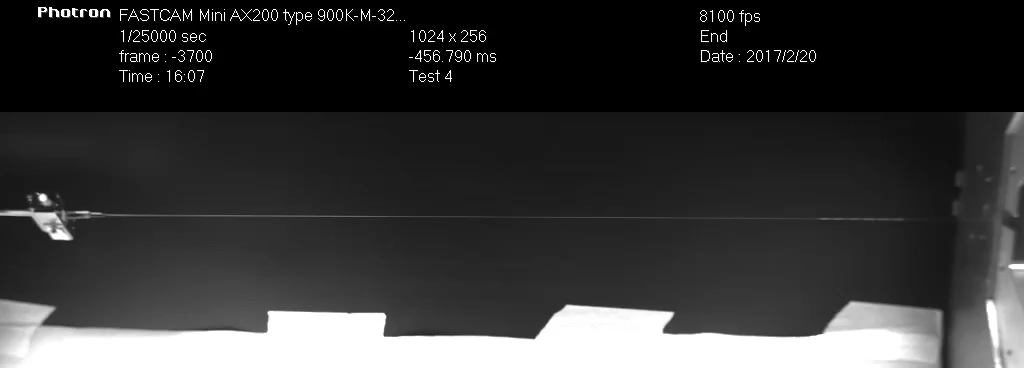 Photron FASTCAM Mini AX200 type 900K-M-32... 8100 fps
1/25000 sec 1024 x 256 End
frame : -3700 -456.790 ms Date : 2017/2/20
Time : 16:07 Test 4